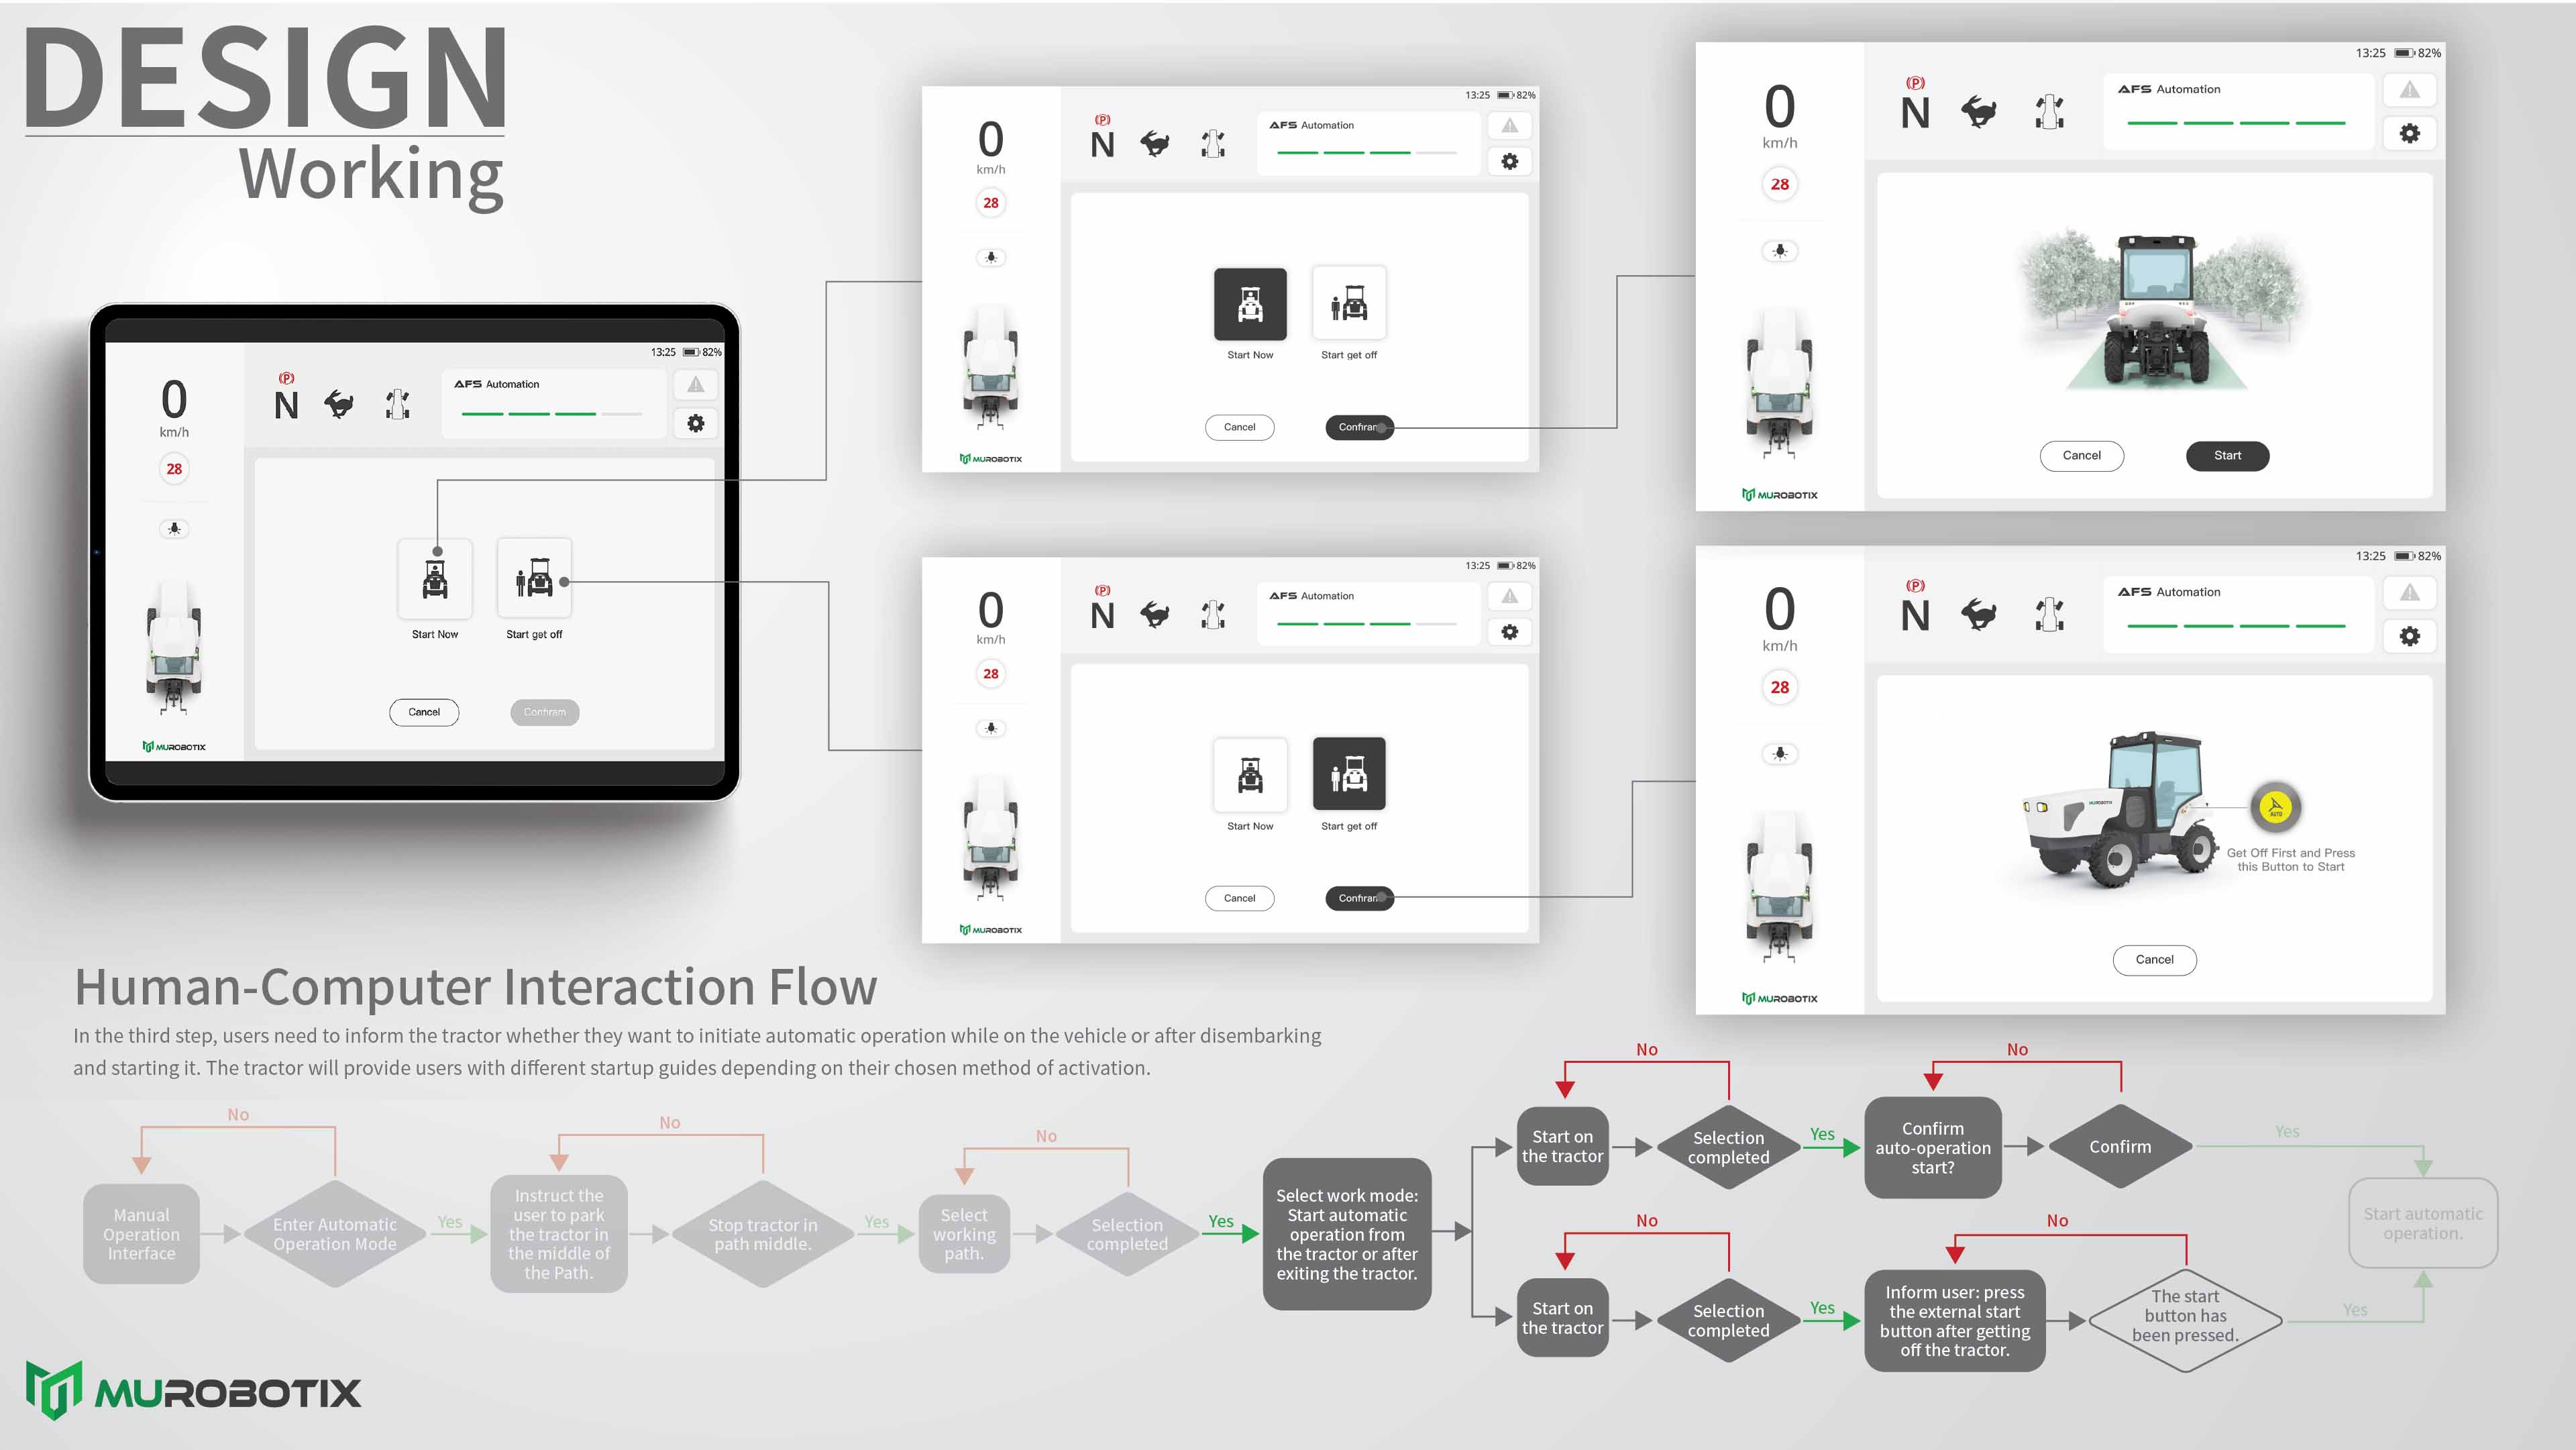 DESIGN
Working
13:25 82%
0
km/h
28
(P)
N
AFS Automation
Start Now
Start get off
Cancel
Confiram
MUROBOTIX
13:25 82%
0
km/h
28
(P)
N
AFS Automation
Start Now
Start get off
Cancel
Confiram
MUROBOTIX
13:25 82%
0
km/h
28
(P)
N
AFS Automation
Cancel
Start
MUROBOTIX
13:25 82%
0
km/h
28
(P)
N
AFS Automation
Start Now
Start get off
Cancel
Confiram
MUROBOTIX
13:25 82%
0
km/h
28
(P)
N
AFS Automation
MUROBOTIX
AUTO
Get Off First and Press
this Button to Start
Cancel
MUROBOTIX
Human-Computer Interaction Flow
In the third step, users need to inform the tractor whether they want to initiate automatic operation while on the vehicle or after disembarking
and starting it. The tractor will provide users with different startup guides depending on their chosen method of activation.
No
Manual
Operation
Interface
Enter Automatic
Operation Mode
Yes
No
Instruct the
user to park
the tractor in
the middle of
the Path.
Stop tractor in
path middle.
Yes
No
Select
working
path.
Selection
completed
Yes
Select work mode:
Start automatic
operation from
the tractor or after
exiting the tractor.
No
Start on
the tractor
Selection
completed
Yes
No
Confirm
auto-operation
start?
Confirm
Yes
No
Start on
the tractor
Selection
completed
Yes
No
Inform user: press
the external start
button after getting
off the tractor.
The start
button has
been pressed.
Yes
Start automatic
operation.
MUROBOTIX